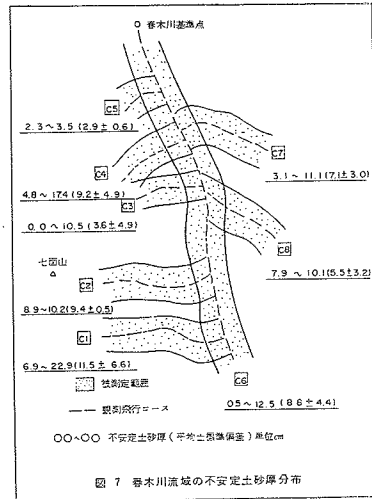 春木川基準点
C5
2.3～3.5(2.9±0.6)
C4
C7
3.1～11.1(7.1±3.0)
4.8～17.4(9.2±4.9)
C3
0.0～10.5(3.6±4.9)
C8
七面山
7.9～10.1(5.5±3.2)
C2
8.9～10.2(9.4±0.5)
C1
6.9～22.9(11.5±6.6)
C6
0.5～12.5(8.6±4.4)
被測定範囲
観測飛行コース
○○～○○ 不安定土砂厚(平均±標準偏差)単位cm
図 7 春木川流域の不安定土砂厚分布